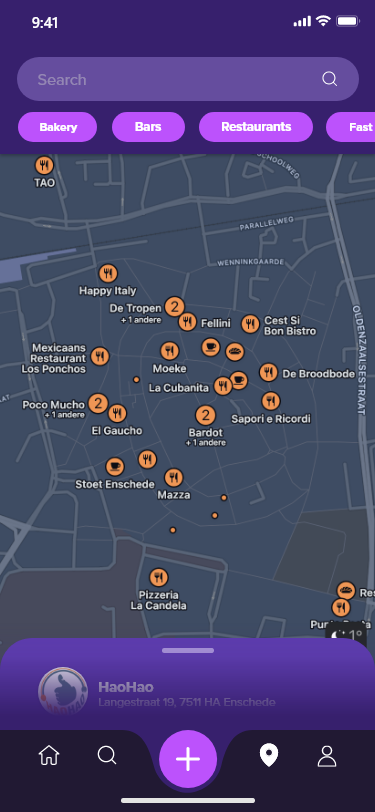 9:41
Search
Bakery
Bars
Restaurants
Fast
SCHOOLWEG
TAO
PARALLELWEG
WENNINKGAARDE
Happy Italy
De Tropen
+ 1 andere
2
Fellini
Cest Si
Bon Bistro
OLDENZAALSESTRAAT
Mexicaans
Restaurant
Los Ponchos
Moeke
La Cubanita
De Broodbode
Poco Mucho
+ 1 andere
2
El Gaucho
2
Bardot
+ 1 andere
Sapori e Ricordi
Stoet Enschede
Mazza
Pizzeria
La Candela
Res
1°
HaoHao
Langestraat 19, 7511 HA Enschede